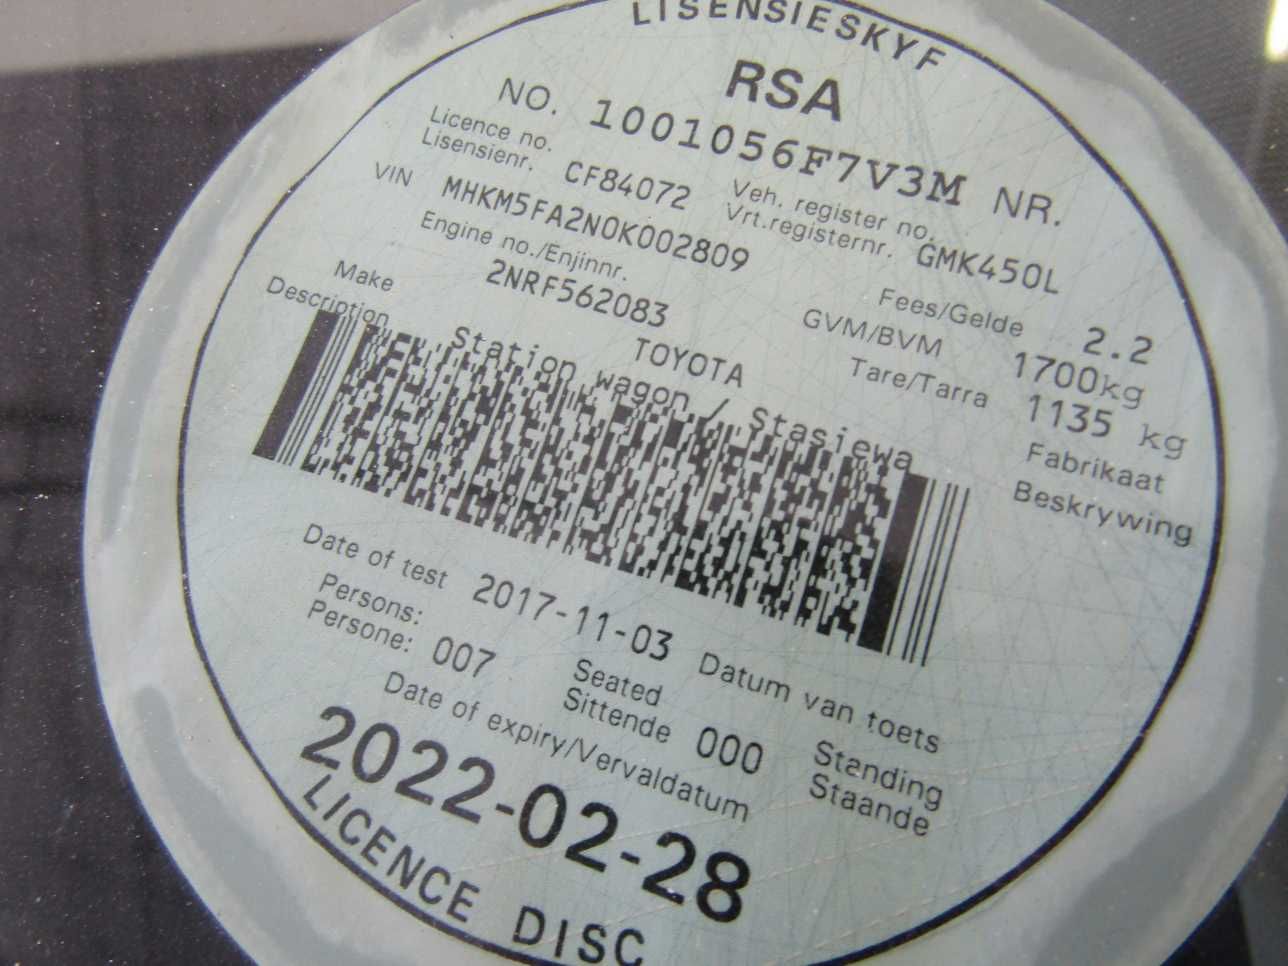 LISENSIESKYF
RSA
NO. 1001056F7V3M NR.
Licence no. Lisensienr. CF84072 Veh. register no. Vrt.registernr. GMK450L
VIN MHKM5FA2N0K002809 Fees/Gelde 2.2
Engine no./Enjinnr. GVM/BVM 1700kg
2NRF562083 Tare/Tarra 1135 kg
Make TOYOTA Fabrikaat
Description Station wagon / Stasiewa Beskrywing
Date of test 2017-11-03 Datum van toets
Persons: Persone: 007 Seated Sittende 000 Standing Staande
Date of expiry/Vervaldatum
2022-02-28
LICENCE DISC